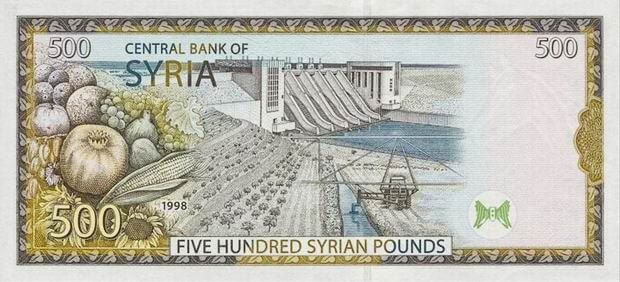 500
CENTRAL BANK OF
SYRIA
500
1998
500
FIVE HUNDRED SYRIAN POUNDS